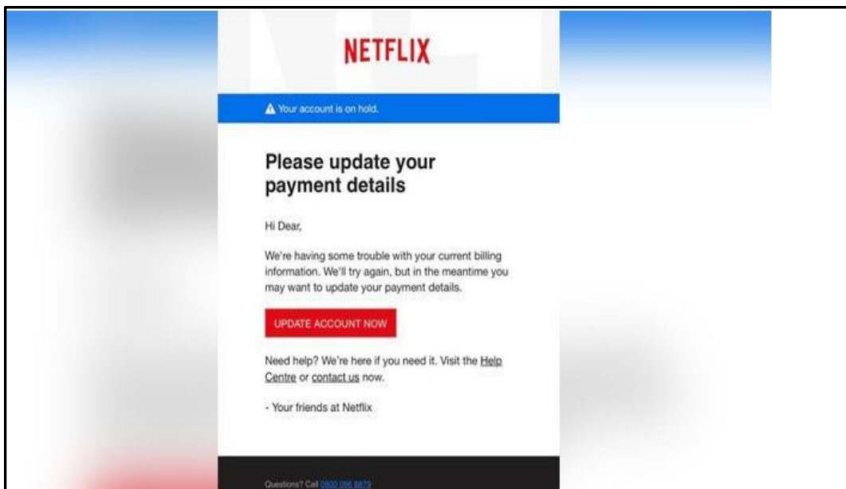 NETFLIX
Your account is on hold.
Please update your
payment details
Hi Dear,
We're having some trouble with your current billing
information. We'll try again, but in the meantime you
may want to update your payment details.
UPDATE ACCOUNT NOW
Need help? We're here if you need it. Visit the Help
Centre or contact us now.
- Your friends at Netflix
Questions? Call